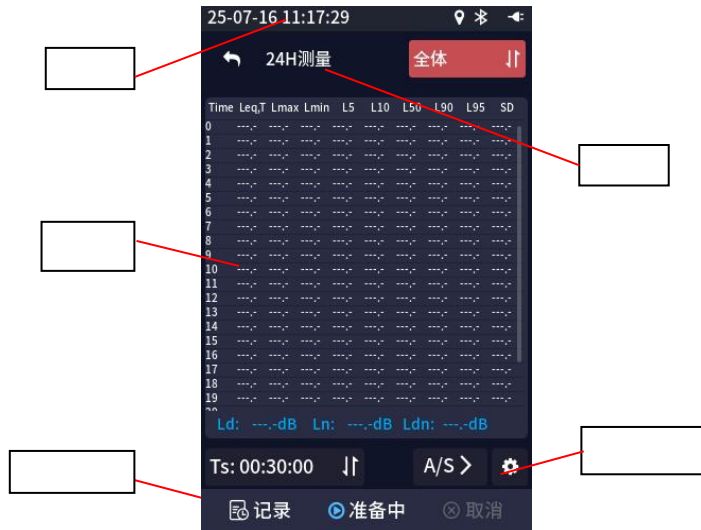 25-07-16 11:17:29
24H测量 全体
Time Leq,T Lmax Lmin L5 L10 L50 L90 L95 SD
0 ---.- ---.- ---.- ---.- ---.- ---.- ---.- ---.- ---.-
1 ---.- ---.- ---.- ---.- ---.- ---.- ---.- ---.- ---.-
2 ---.- ---.- ---.- ---.- ---.- ---.- ---.- ---.- ---.-
3 ---.- ---.- ---.- ---.- ---.- ---.- ---.- ---.- ---.-
4 ---.- ---.- ---.- ---.- ---.- ---.- ---.- ---.- ---.-
5 ---.- ---.- ---.- ---.- ---.- ---.- ---.- ---.- ---.-
6 ---.- ---.- ---.- ---.- ---.- ---.- ---.- ---.- ---.-
7 ---.- ---.- ---.- ---.- ---.- ---.- ---.- ---.- ---.-
8 ---.- ---.- ---.- ---.- ---.- ---.- ---.- ---.- ---.-
9 ---.- ---.- ---.- ---.- ---.- ---.- ---.- ---.- ---.-
10 ---.- ---.- ---.- ---.- ---.- ---.- ---.- ---.- ---.-
11 ---.- ---.- ---.- ---.- ---.- ---.- ---.- ---.- ---.-
12 ---.- ---.- ---.- ---.- ---.- ---.- ---.- ---.- ---.-
13 ---.- ---.- ---.- ---.- ---.- ---.- ---.- ---.- ---.-
14 ---.- ---.- ---.- ---.- ---.- ---.- ---.- ---.- ---.-
15 ---.- ---.- ---.- ---.- ---.- ---.- ---.- ---.- ---.-
16 ---.- ---.- ---.- ---.- ---.- ---.- ---.- ---.- ---.-
17 ---.- ---.- ---.- ---.- ---.- ---.- ---.- ---.- ---.-
18 ---.- ---.- ---.- ---.- ---.- ---.- ---.- ---.- ---.-
19 ---.- ---.- ---.- ---.- ---.- ---.- ---.- ---.- ---.-
Ld: ---.-dB Ln: ---.-dB Ldn: ---.-dB
Ts: 00:30:00 A/S
记录 准备中 取消